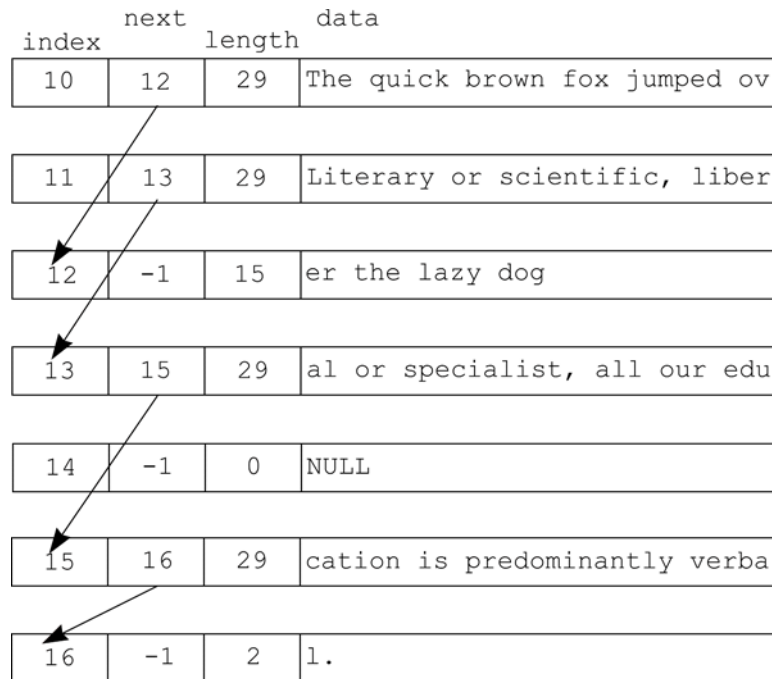 next data
index length
10 12 29 The quick brown fox jumped ov
11 13 29 Literary or scientific, liber
12 -1 15 er the lazy dog
13 15 29 al or specialist, all our edu
14 -1 0 NULL
15 16 29 cation is predominantly verba
16 -1 2 l.